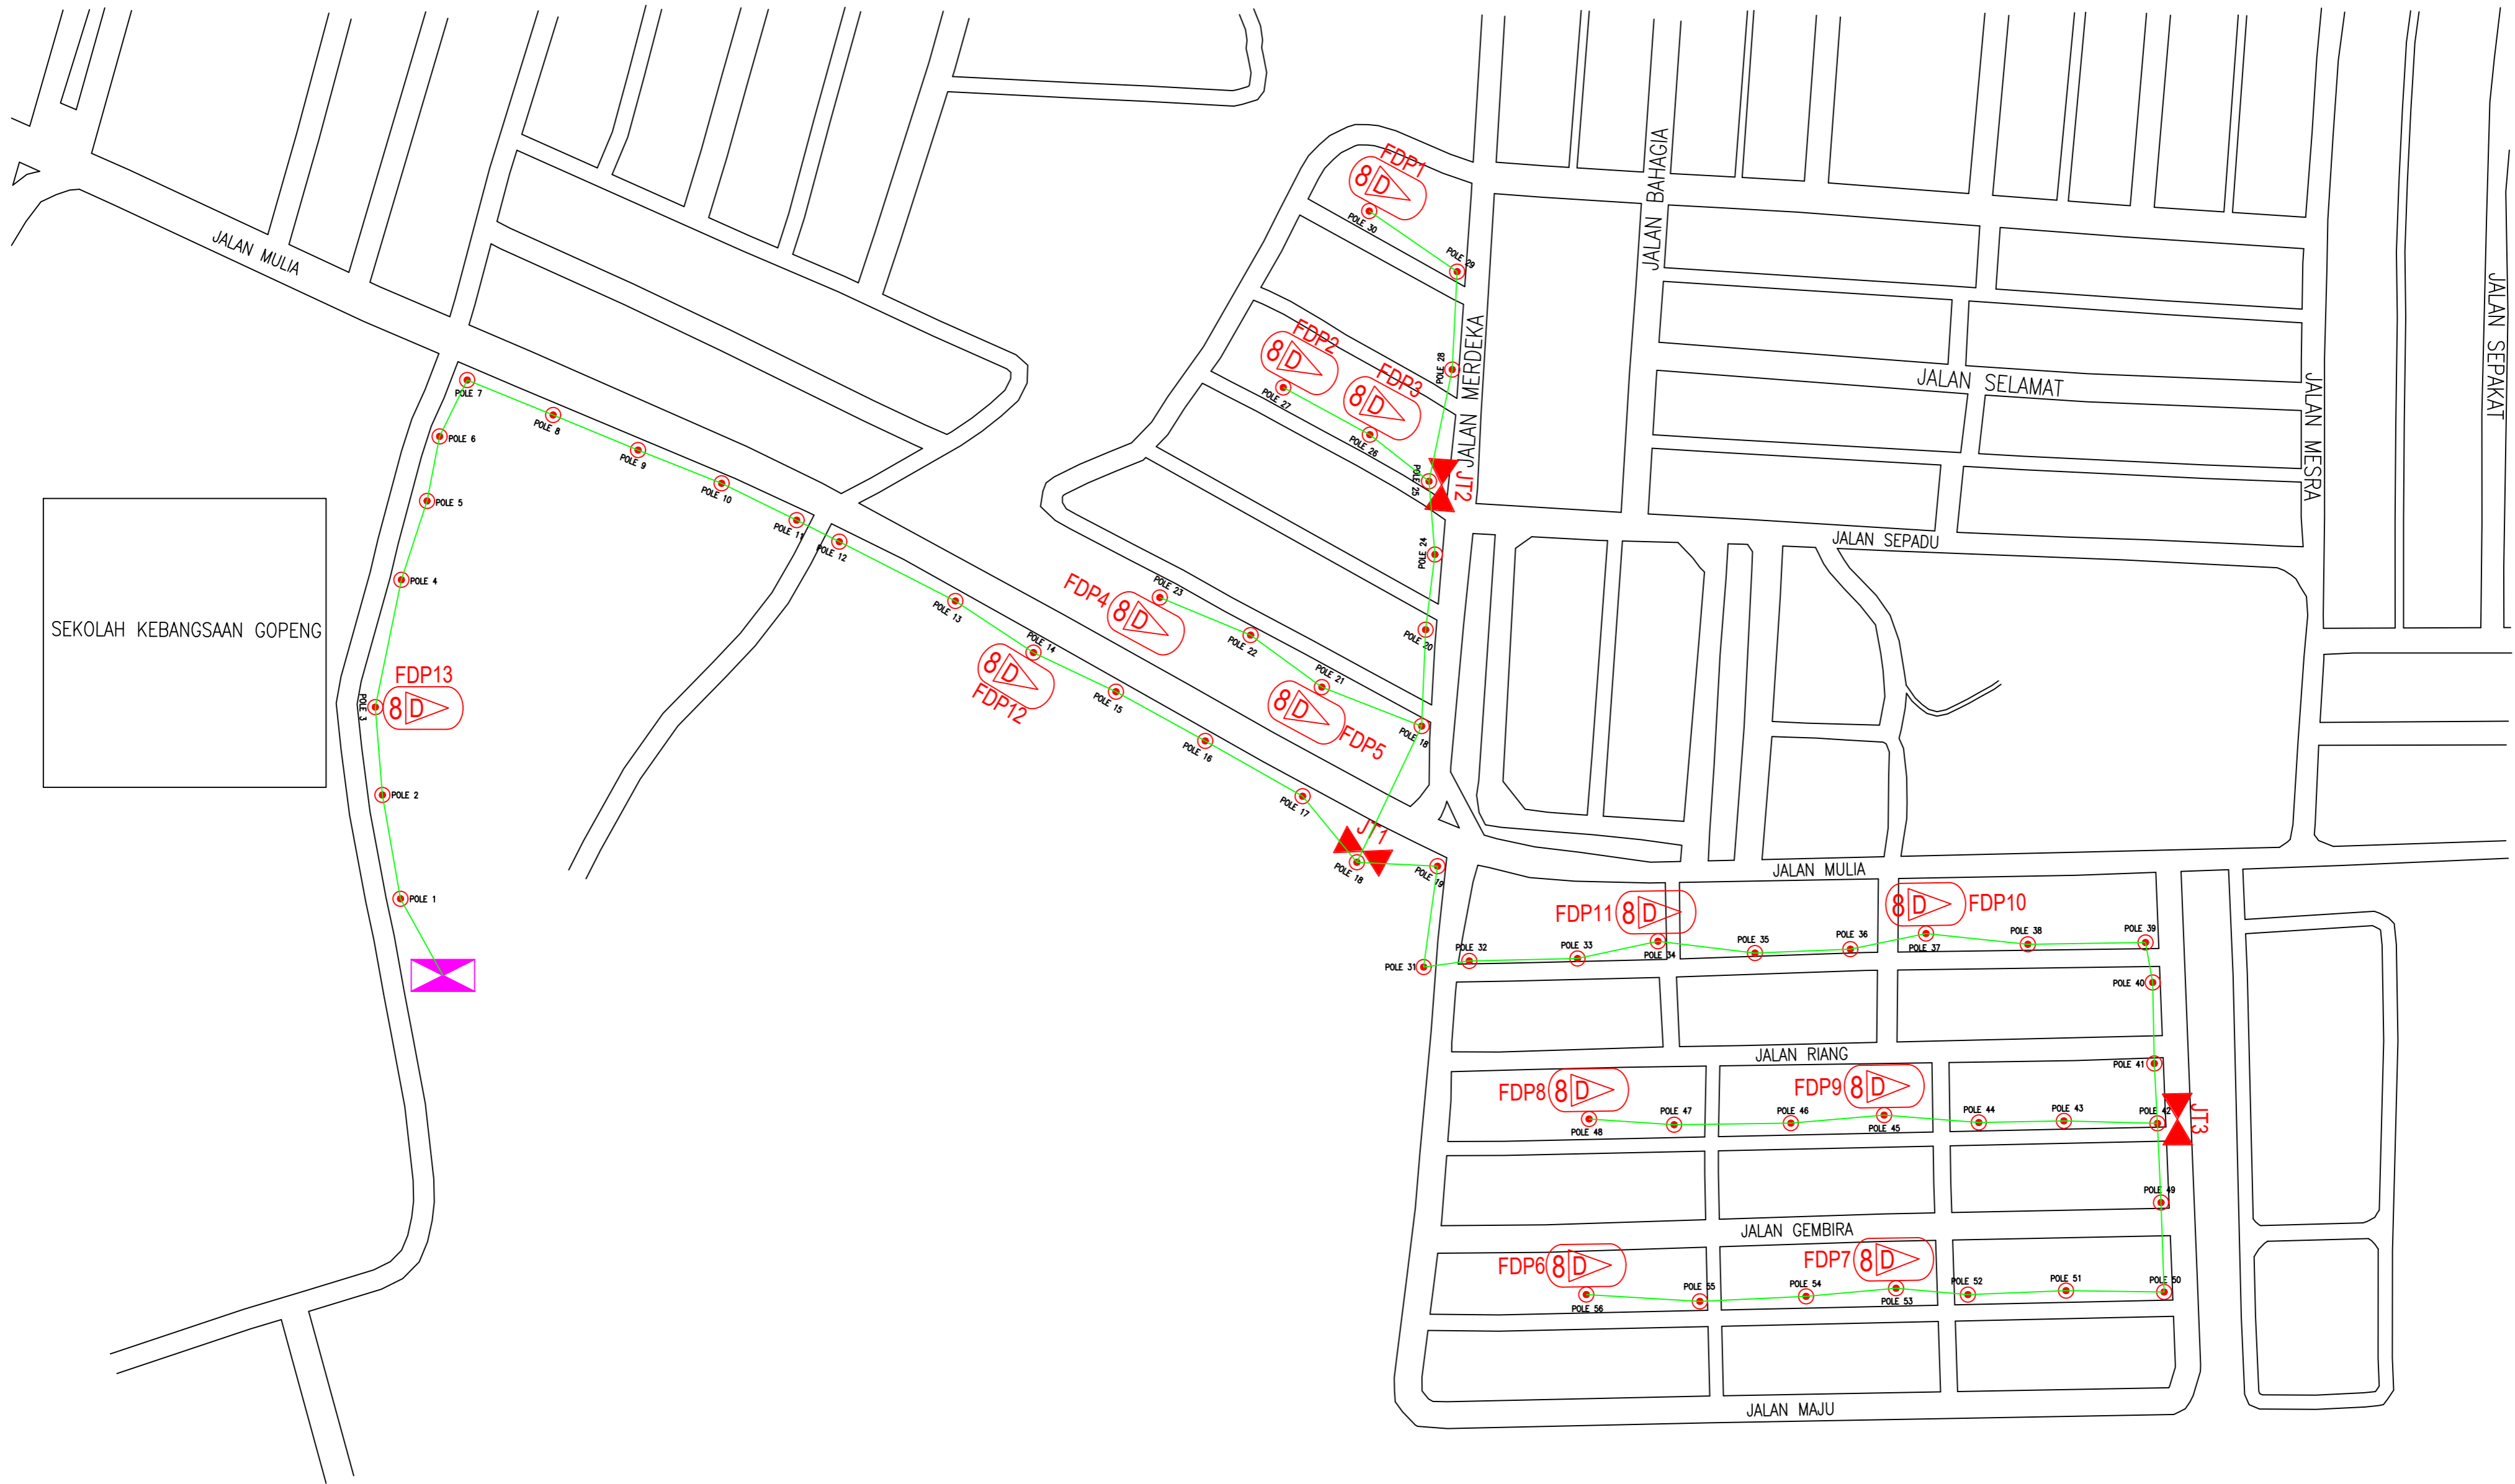 JALAN MULIA
SEKOLAH KEBANGSAAN GOPENG
POLE 1
POLE 2
POLE 3
FDP13
8 D
POLE 4
POLE 5
POLE 6
POLE 7
POLE 8
POLE 9
POLE 10
POLE 11
POLE 12
POLE 13
POLE 14
8 D
FDP12
POLE 15
POLE 16
POLE 17
JT1
POLE 18
POLE 19
FDP1
8 D
POLE 30
POLE 29
POLE 28
FDP2
8 D
POLE 27
FDP3
8 D
POLE 26
POLE 25
JT2
POLE 24
FDP4
8 D
POLE 23
POLE 22
POLE 21
8 D
FDP5
POLE 20
POLE 18
JALAN MERDEKA
JALAN BAHAGIA
JALAN SELAMAT
JALAN SEPADU
JALAN MESRA
JALAN SEPAKAT
JALAN MULIA
POLE 31
POLE 32
POLE 33
FDP11
8 D
POLE 34
POLE 35
POLE 36
8 D
FDP10
POLE 37
POLE 38
POLE 39
POLE 40
POLE 41
JALAN RIANG
FDP8
8 D
POLE 48
POLE 47
POLE 46
FDP9
8 D
POLE 45
POLE 44
POLE 43
POLE 42
JT3
POLE 49
JALAN GEMBIRA
FDP6
8 D
POLE 56
POLE 55
POLE 54
FDP7
8 D
POLE 53
POLE 52
POLE 51
POLE 50
JALAN MAJU